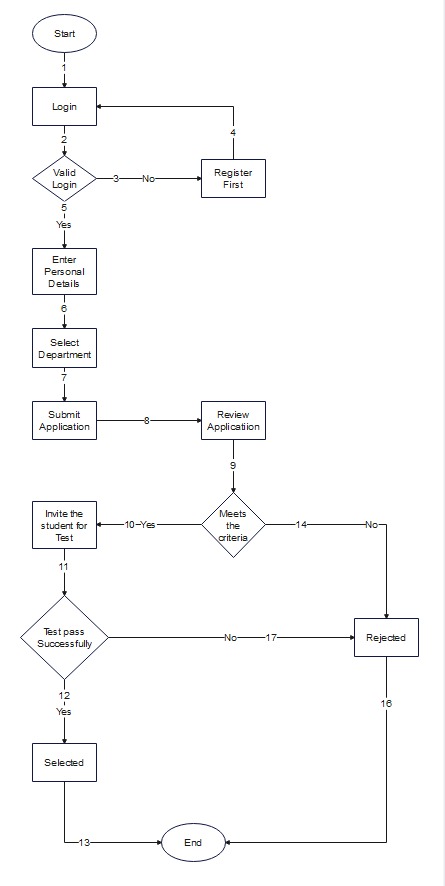 Start
1
Login
2
4
Valid
Login
3
No
Register
First
5
Yes
Enter
Personal
Details
6
Select
Department
7
Submit
Application
8
Review
Applicatiion
9
Invite the
student for
Test
10
Yes
Meets
the
criteria
14
No
11
Test pass
Successfully
No
17
Rejected
12
Yes
16
Selected
13
End